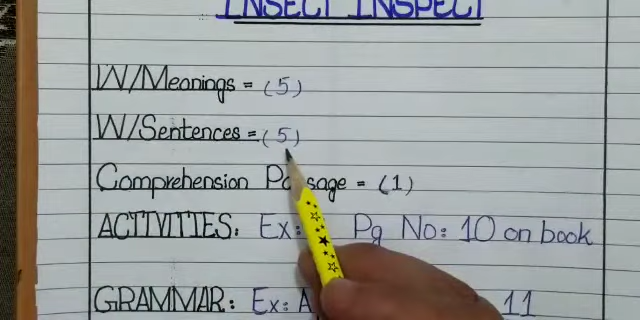 INSECT INSPECT
W/Meanings = (5)
W/Sentences = (5)
Comprehension Passage = (1)
ACTIVITIES: Ex: Pg No: 10 on book
GRAMMAR: Ex: A 11